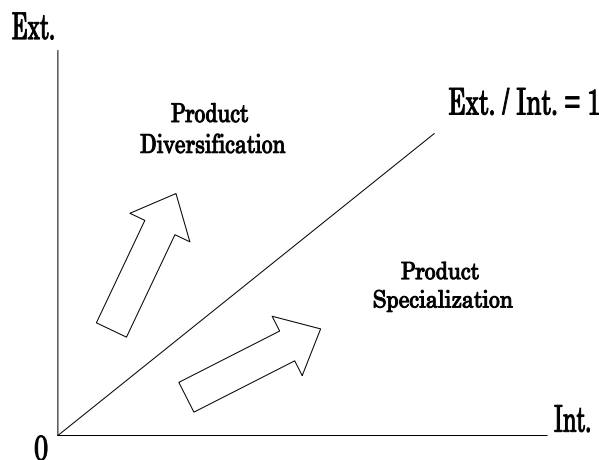 Ext.
Ext. / Int. = 1
Product
Diversification
Product
Specialization
Int.
0